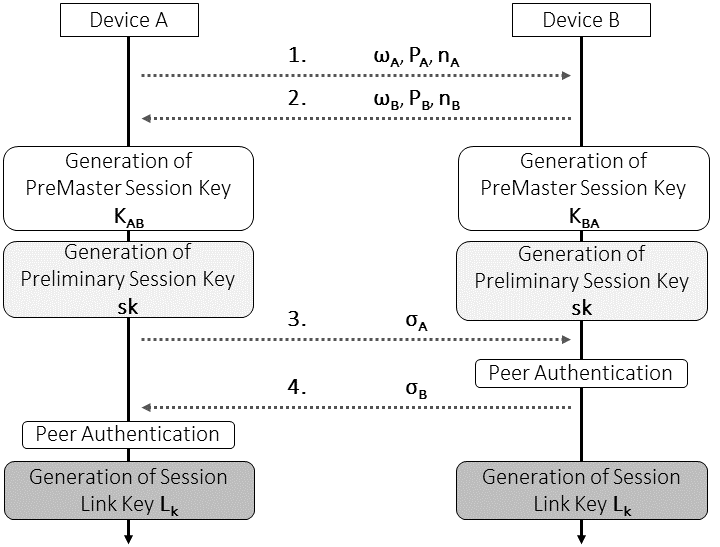 Device A
Device B
1. ωA, PA, nA
2. ωB, PB, nB
Generation of
PreMaster Session Key
KAB
Generation of
PreMaster Session Key
KBA
Generation of
Preliminary Session Key
sk
Generation of
Preliminary Session Key
sk
3. σA
Peer Authentication
4. σB
Peer Authentication
Generation of Session
Link Key Lk
Generation of Session
Link Key Lk